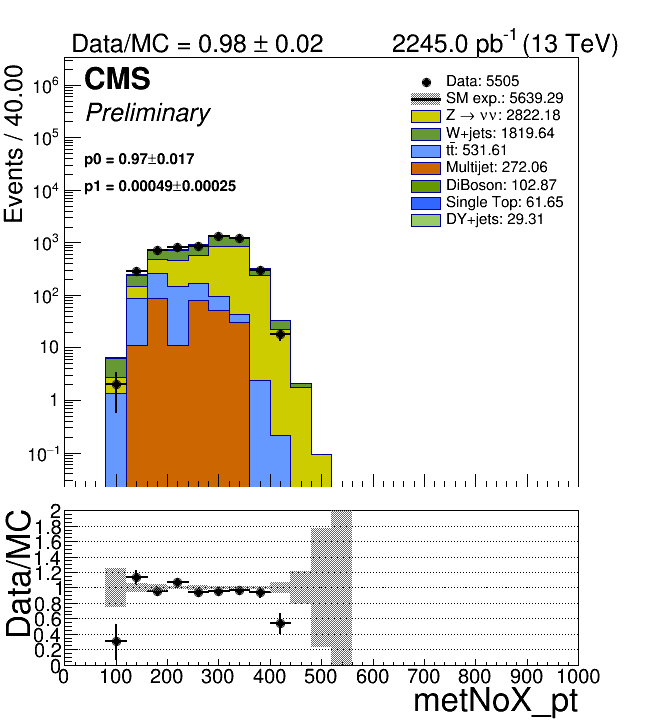 Data/MC = 0.98 ± 0.02 2245.0 pb⁻¹ (13 TeV)
Events / 40.00
CMS
Preliminary
p0 = 0.97±0.017
p1 = 0.00049±0.00025
Data: 5505
SM exp.: 5639.29
Z → νν: 2822.18
W+jets: 1819.64
tt̄: 531.61
Multijet: 272.06
DiBoson: 102.87
Single Top: 61.65
DY+jets: 29.31
10⁶
10⁵
10⁴
10³
10²
10
1
10⁻¹
Data/MC
2
1.8
1.6
1.4
1.2
1
0.8
0.6
0.4
0.2
0
0 100 200 300 400 500 600 700 800 900 1000
metNoX_pt